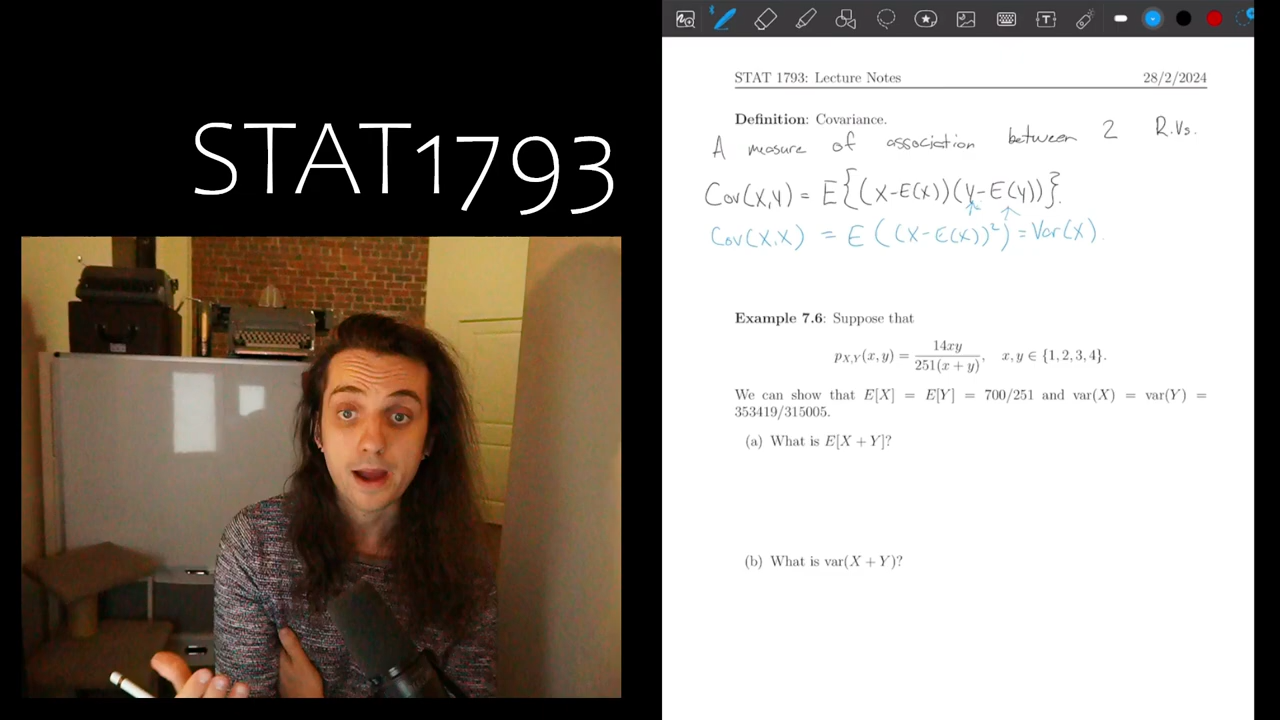 STAT1793
STAT 1793: Lecture Notes 28/2/2024
Definition: Covariance.
A measure of association between 2 R.Vs.
Cov(X,Y) = E{(X-E(X))(Y-E(Y))}.
Cov(X,X) = E((X-E(X))²) = Var(X).
Example 7.6: Suppose that
p_{X,Y}(x, y) = 14xy / 251(x + y), x, y ∈ {1, 2, 3, 4}.
We can show that E[X] = E[Y] = 700/251 and var(X) = var(Y) =
353419/315005.
(a) What is E[X + Y]?
(b) What is var(X + Y)?